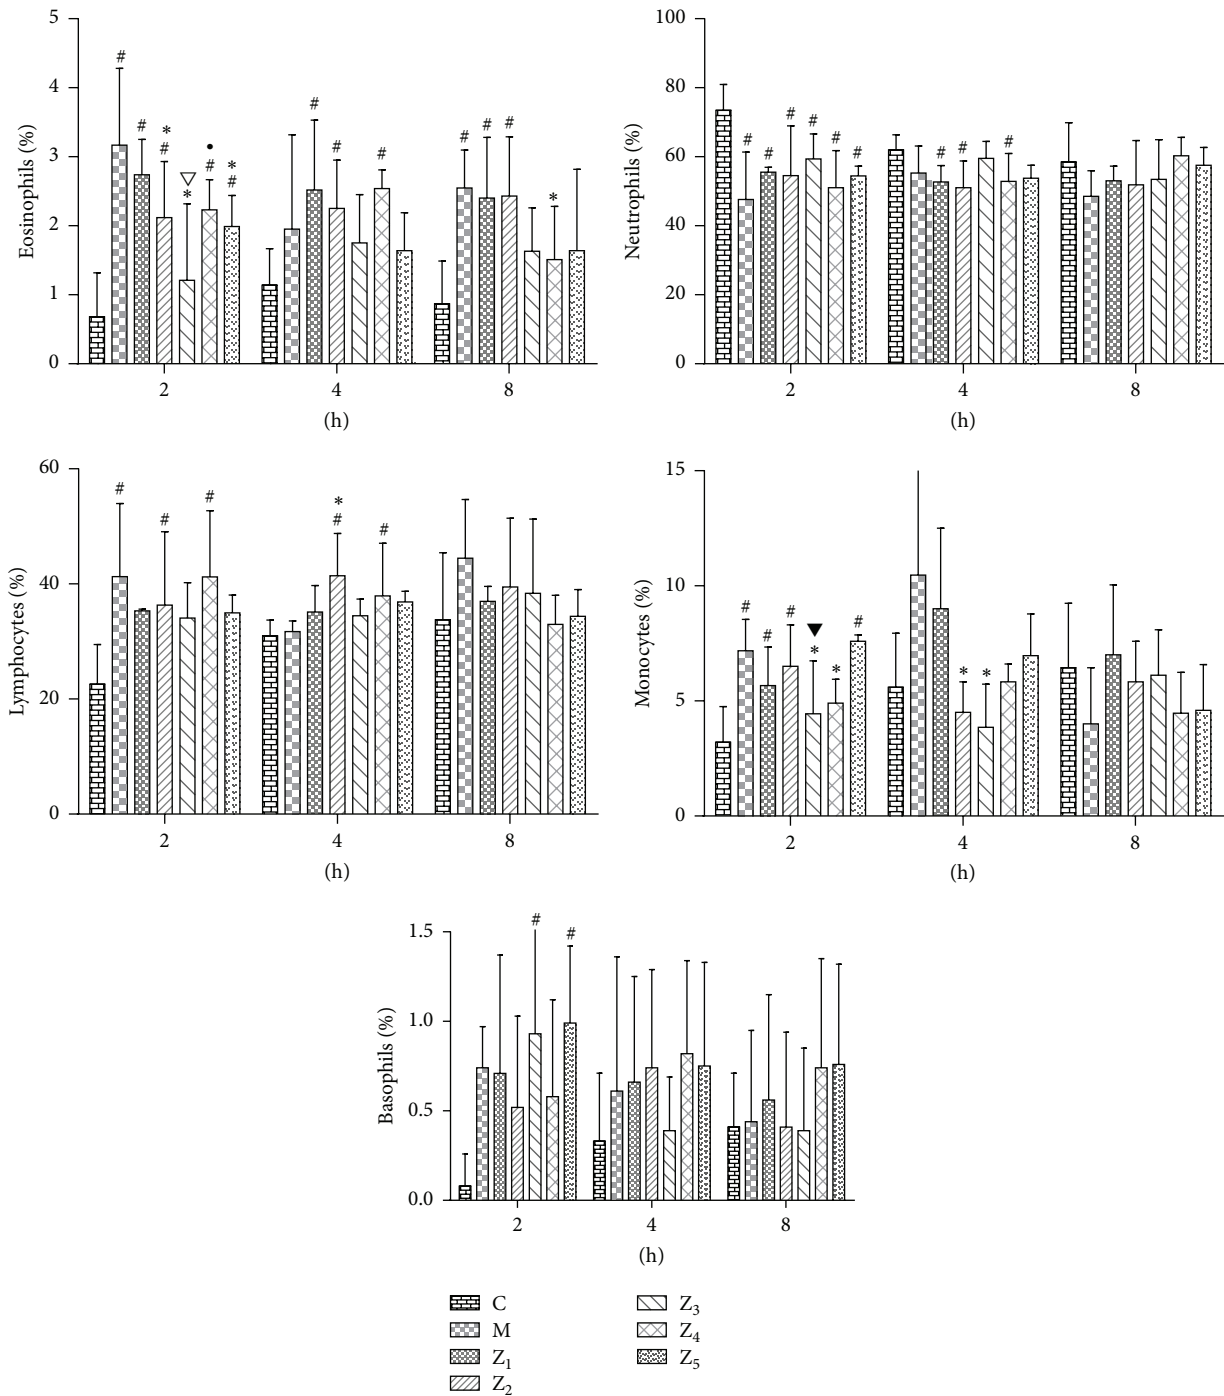 Eosinophils (%)
5
4
3
2
1
0
# # * # ▽ * • # * #
# # #
# # # *
2 4 8
(h)
Neutrophils (%)
100
80
60
40
20
0
# # # # # #
# # #
2 4 8
(h)
Lymphocytes (%)
60
40
20
0
# # #
* # #
2 4 8
(h)
Monocytes (%)
15
10
5
0
# # # ▼ * * #
* *
2 4 8
(h)
Basophils (%)
1.5
1.0
0.5
0.0
# #
2 4 8
(h)
C
M
Z₁
Z₂
Z₃
Z₄
Z₅